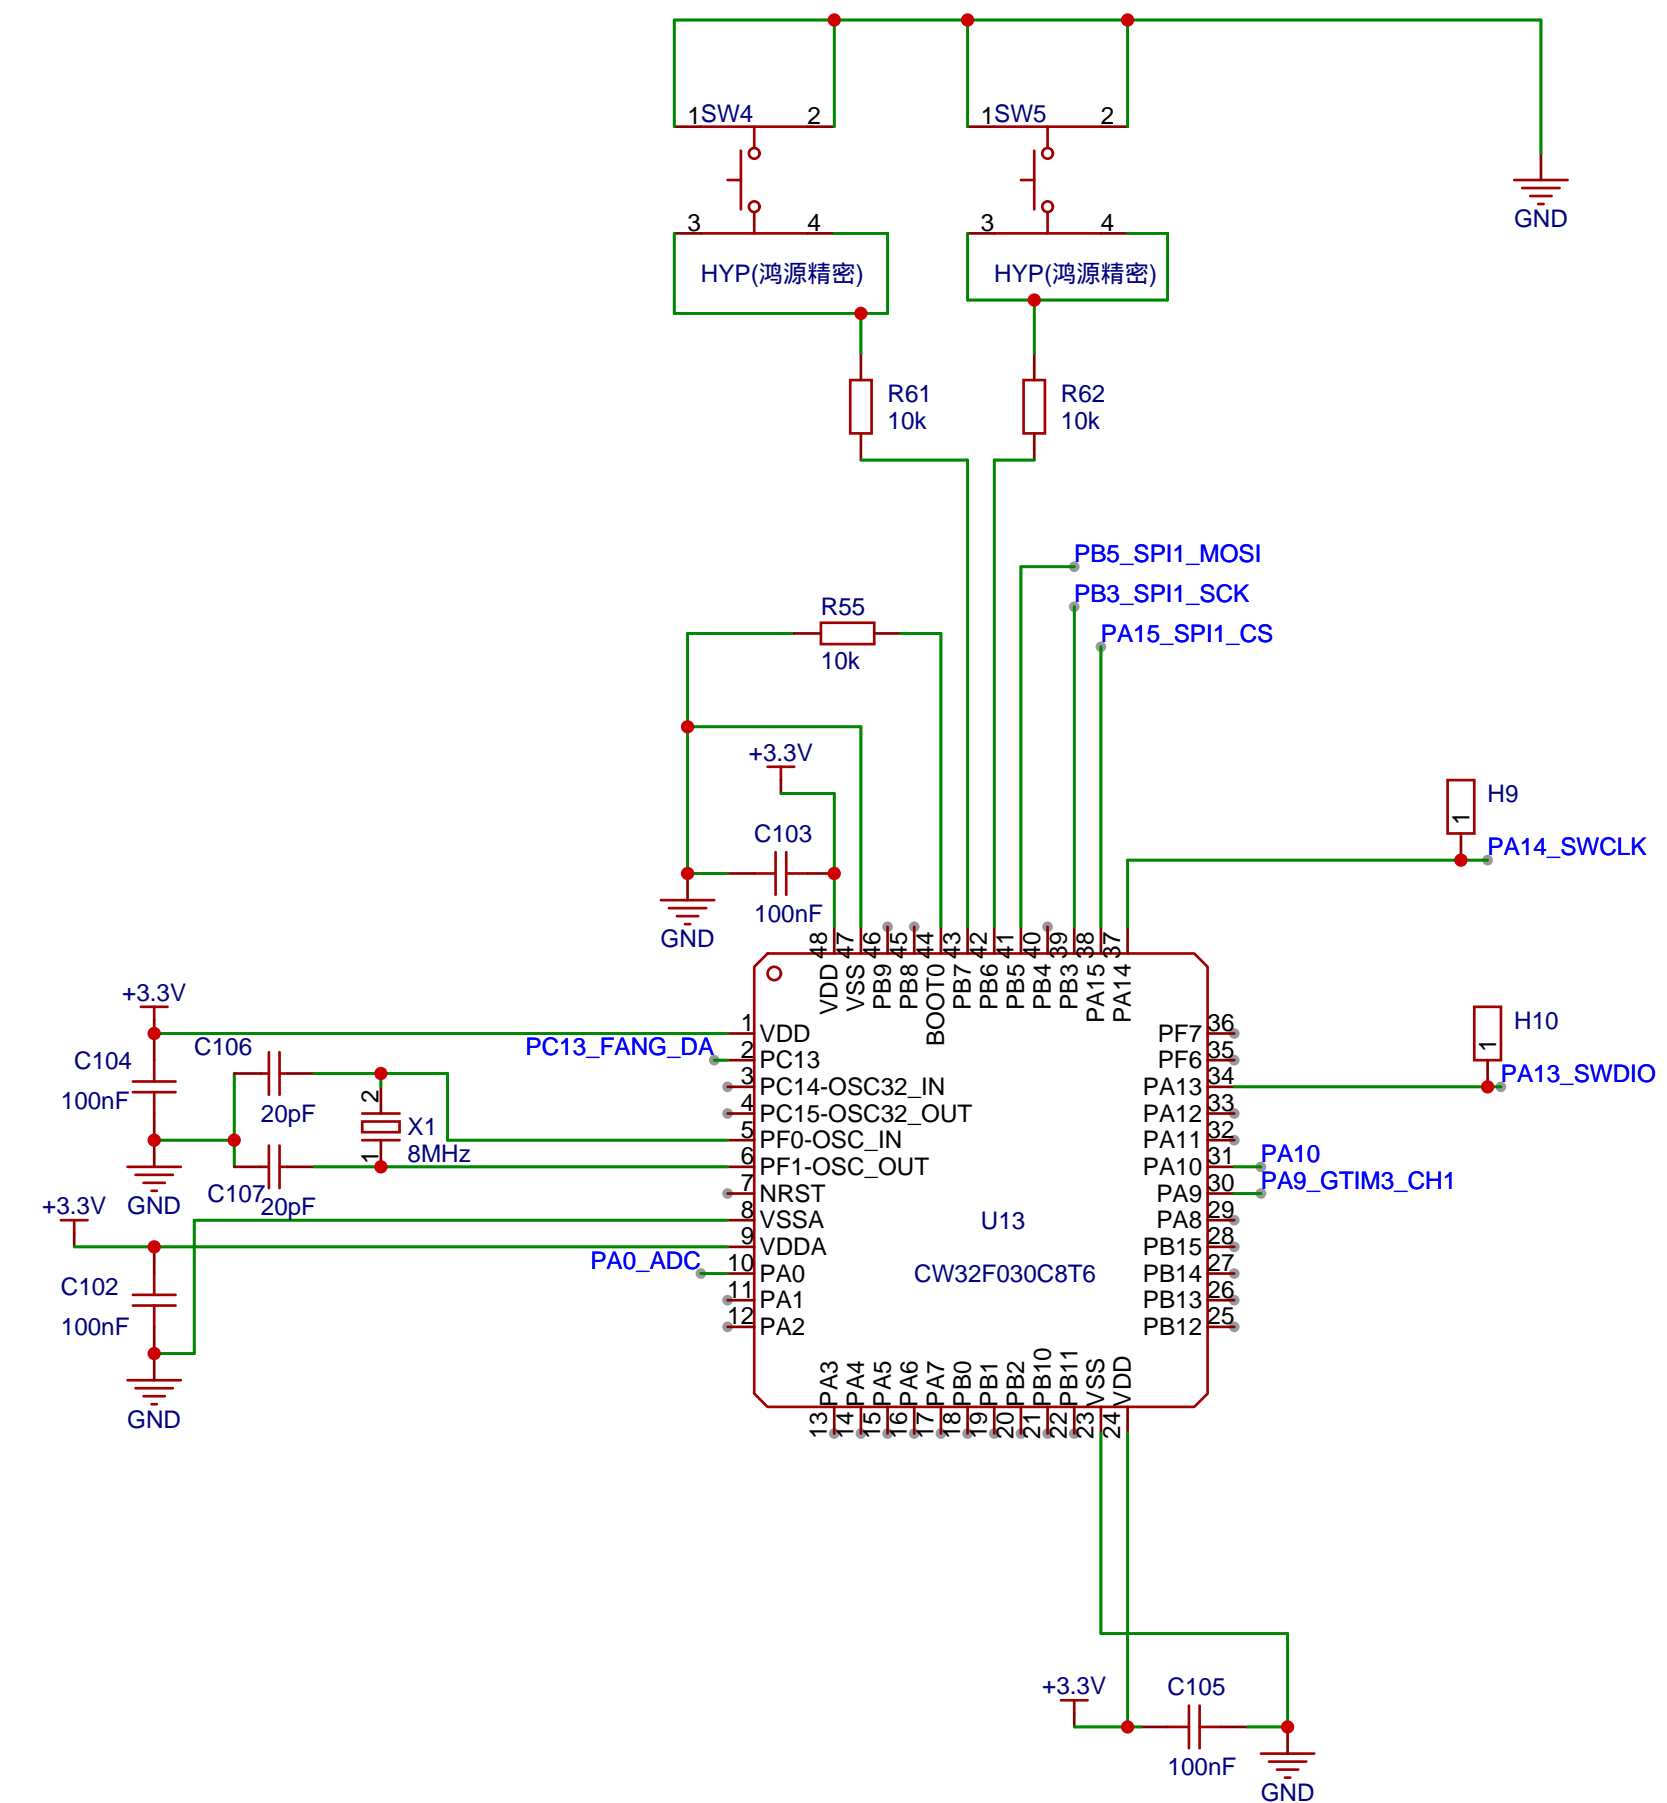 1 SW4 2
1 SW5 2
3 4
3 4
HYP(鸿源精密)
HYP(鸿源精密)
GND
R61
10k
R62
10k
PB5_SPI1_MOSI
PB3_SPI1_SCK
PA15_SPI1_CS
R55
10k
+3.3V
C103
100nF
GND
H9
1
PA14_SWCLK
48 47 46 45 44 43 42 41 40 39 38 37
VDD VSS PB9 PB8 BOOT0 PB7 PB6 PB5 PB4 PB3 PA15 PA14
+3.3V
C104
100nF
GND
C106
20pF
C107
20pF
2
X1
8MHz
1
PC13_FANG_DA
+3.3V
C102
100nF
GND
PA0_ADC
1 VDD
2 PC13
3 PC14-OSC32_IN
4 PC15-OSC32_OUT
5 PF0-OSC_IN
6 PF1-OSC_OUT
7 NRST
8 VSSA
9 VDDA
10 PA0
11 PA1
12 PA2
U13
CW32F030C8T6
PF7 36
PF6 35
PA13 34
PA12 33
PA11 32
PA10 31
PA9 30
PA8 29
PB15 28
PB14 27
PB13 26
PB12 25
H10
1
PA13_SWDIO
PA10
PA9_GTIM3_CH1
PA3 PA4 PA5 PA6 PA7 PB0 PB1 PB2 PB10 PB11 VSS VDD
13 14 15 16 17 18 19 20 21 22 23 24
+3.3V
C105
100nF
GND